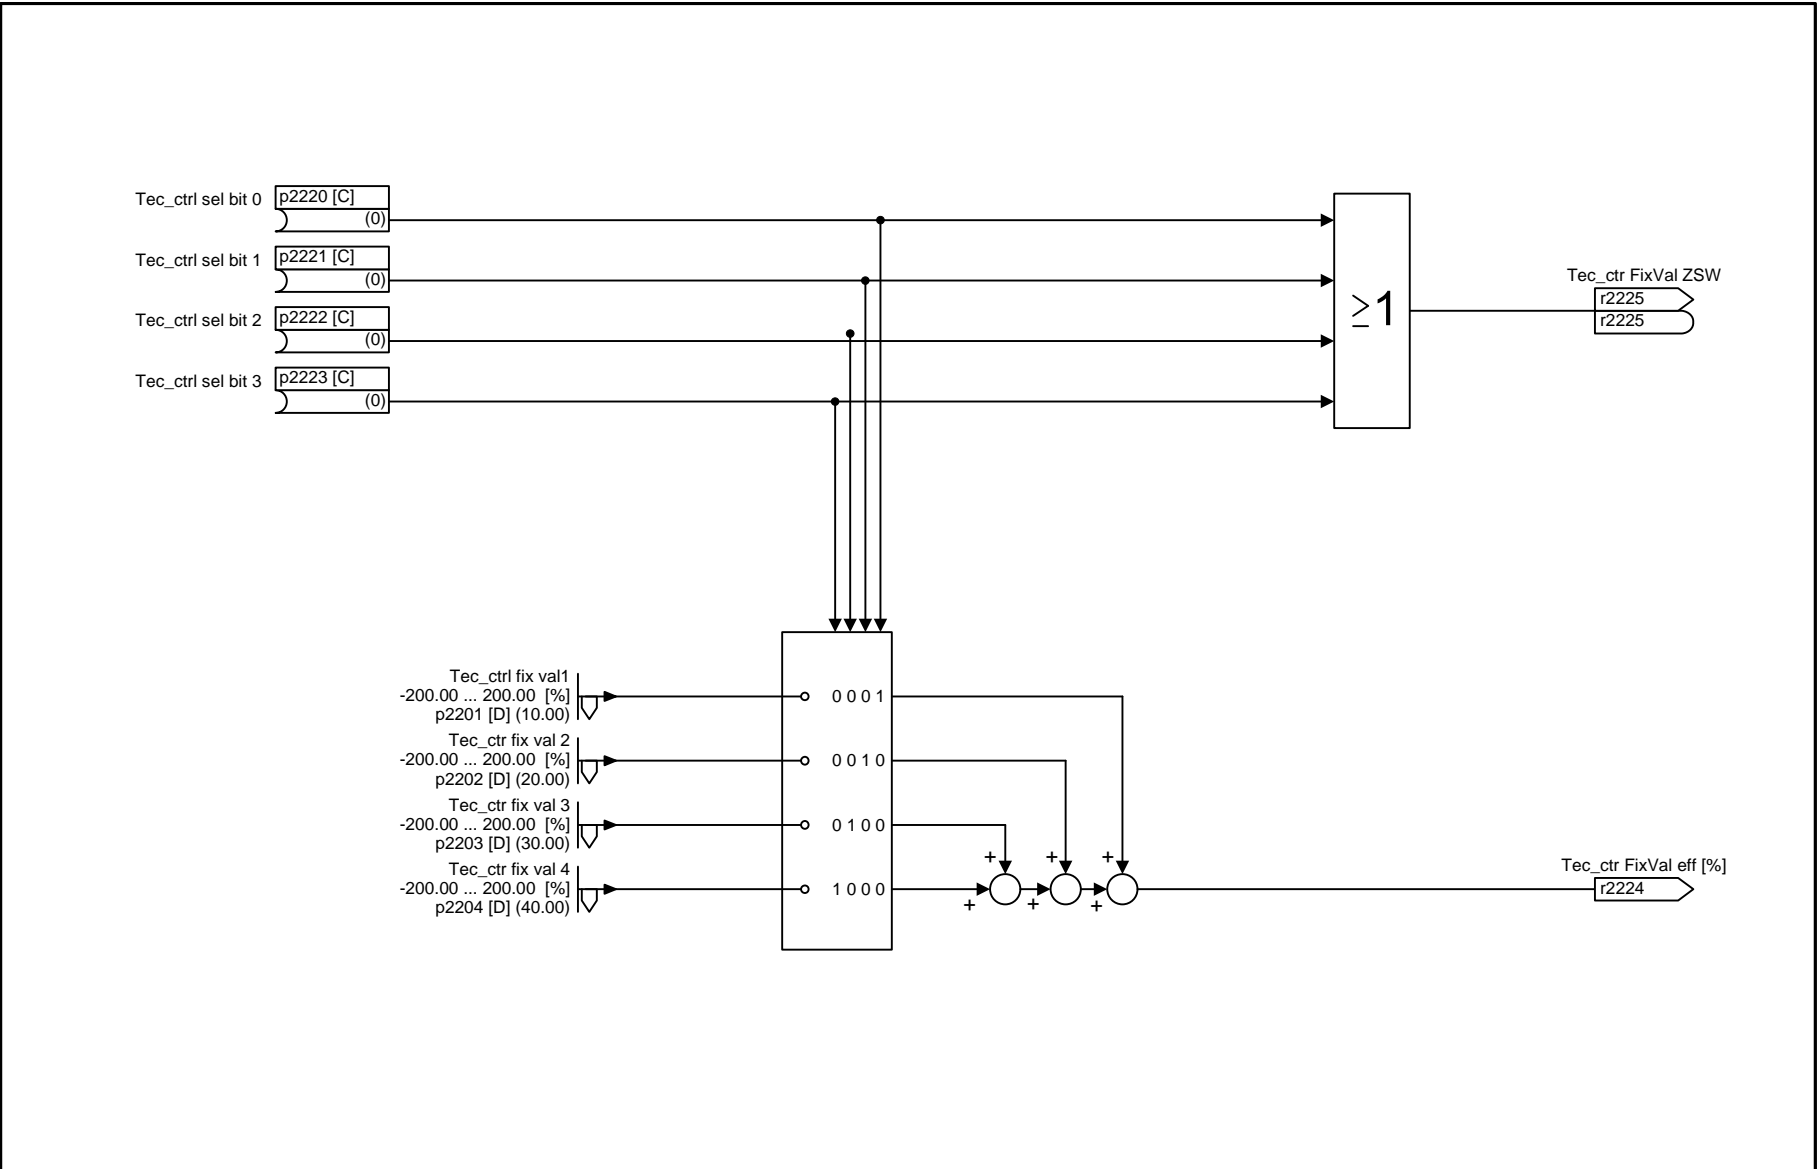 Tec_ctrl sel bit 0
p2220 [C]
(0)
Tec_ctrl sel bit 1
p2221 [C]
(0)
Tec_ctrl sel bit 2
p2222 [C]
(0)
Tec_ctrl sel bit 3
p2223 [C]
(0)
≥1
Tec_ctr FixVal ZSW
r2225
r2225
Tec_ctrl fix val1
-200.00 ... 200.00 [%]
p2201 [D] (10.00)
0 0 0 1
Tec_ctr fix val 2
-200.00 ... 200.00 [%]
p2202 [D] (20.00)
0 0 1 0
Tec_ctr fix val 3
-200.00 ... 200.00 [%]
p2203 [D] (30.00)
0 1 0 0
Tec_ctr fix val 4
-200.00 ... 200.00 [%]
p2204 [D] (40.00)
1 0 0 0
+ + +
+ + +
Tec_ctr FixVal eff [%]
r2224